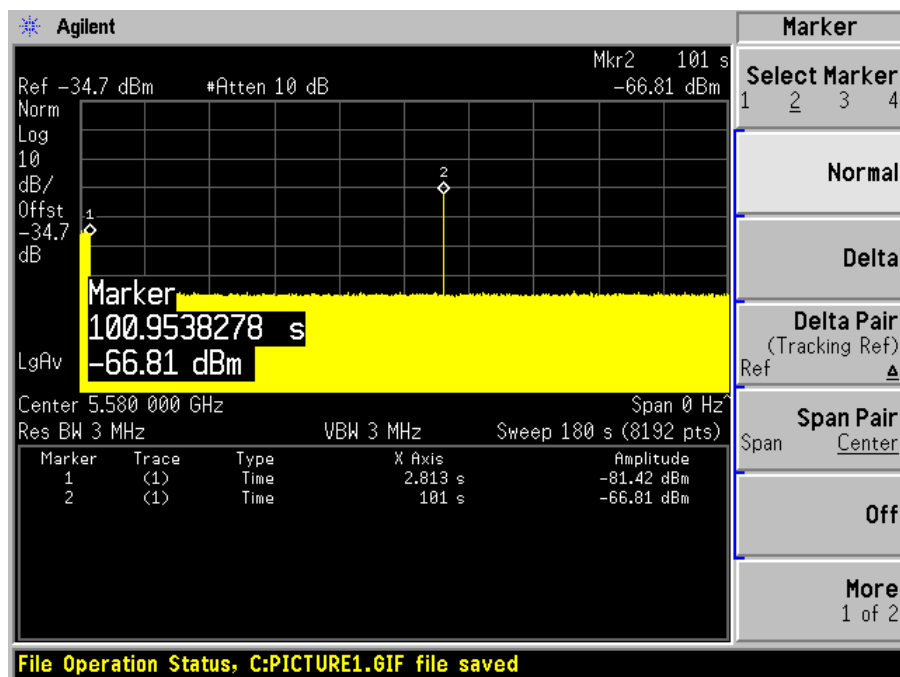 Agilent
Marker
Mkr2 101 s
Ref −34.7 dBm #Atten 10 dB −66.81 dBm
Norm
Log
10
dB/
Offst
−34.7
dB
1
2
Marker
100.9538278 s
−66.81 dBm
LgAv
Center 5.580 000 GHz Span 0 Hz^
Res BW 3 MHz VBW 3 MHz Sweep 180 s (8192 pts)
Marker Trace Type X Axis Amplitude
1 (1) Time 2.813 s −81.42 dBm
2 (1) Time 101 s −66.81 dBm
Select Marker
1 2 3 4
Normal
Delta
Delta Pair
(Tracking Ref)
Ref Δ
Span Pair
Span Center
Off
More
1 of 2
File Operation Status, C:PICTURE1.GIF file saved